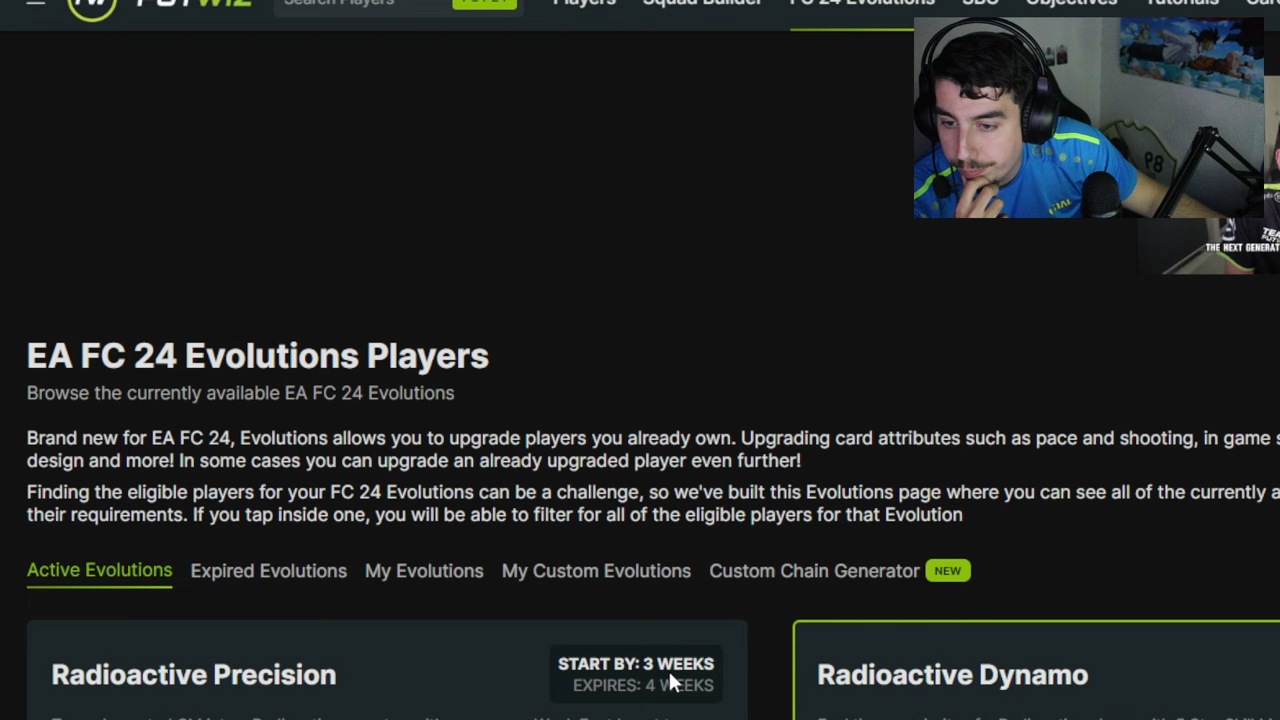 FUTWIZ
Search Players
Players Squad Builder FC 24 Evolutions SBC Objectives Tutorials
98
THE NEXT GENERAT
EA FC 24 Evolutions Players
Browse the currently available EA FC 24 Evolutions
Brand new for EA FC 24, Evolutions allows you to upgrade players you already own. Upgrading card attributes such as pace and shooting, in game s
design and more! In some cases you can upgrade an already upgraded player even further!
Finding the eligible players for your FC 24 Evolutions can be a challenge, so we've built this Evolutions page where you can see all of the currently a
their requirements. If you tap inside one, you will be able to filter for all of the eligible players for that Evolution
Active Evolutions Expired Evolutions My Evolutions My Custom Evolutions Custom Chain Generator NEW
Radioactive Precision
START BY: 3 WEEKS
EXPIRES: 4 WEEKS
Radioactive Dynamo